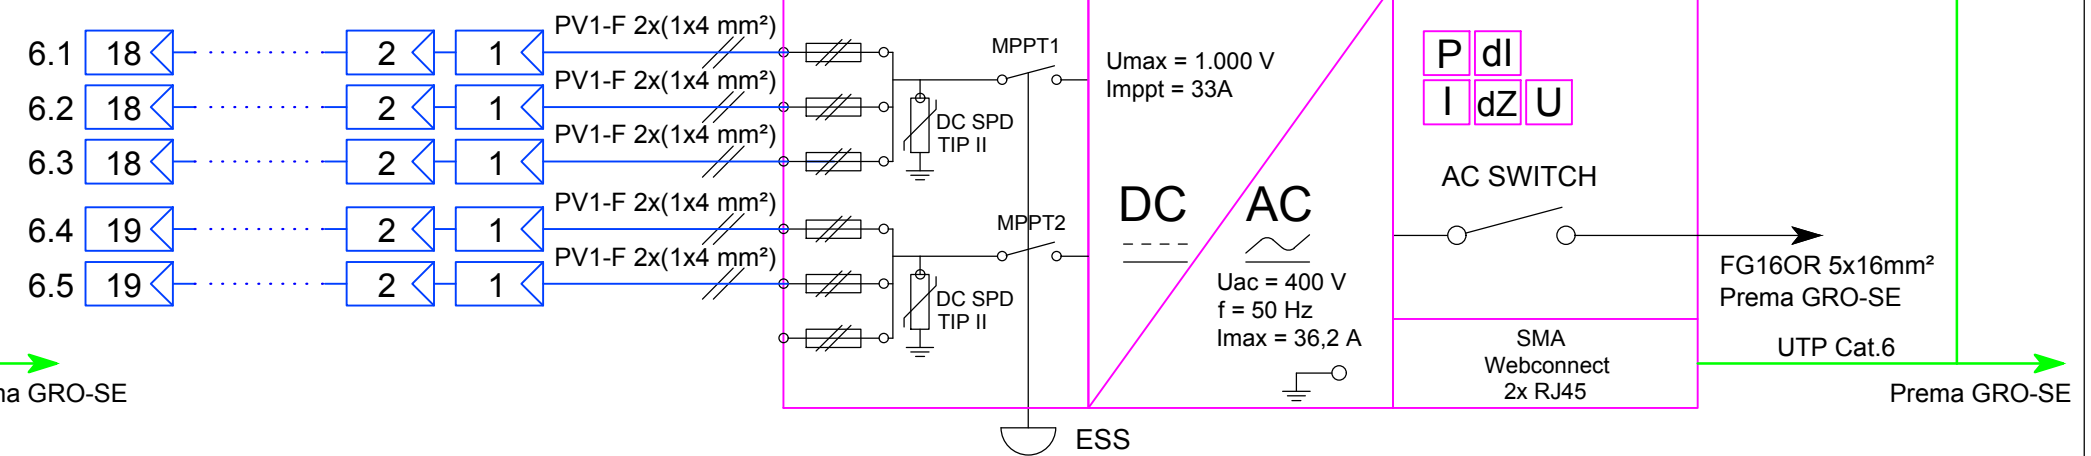 PV1-F 2x(1x4 mm²)
6.1 18 2 1
PV1-F 2x(1x4 mm²)
6.2 18 2 1
PV1-F 2x(1x4 mm²)
6.3 18 2 1
PV1-F 2x(1x4 mm²)
6.4 19 2 1
PV1-F 2x(1x4 mm²)
6.5 19 2 1
MPPT1
DC SPD
TIP II
MPPT2
DC SPD
TIP II
Umax = 1.000 V
Imppt = 33A
DC
AC
Uac = 400 V
f = 50 Hz
Imax = 36,2 A
P dI
I dZ U
AC SWITCH
FG16OR 5x16mm²
Prema GRO-SE
SMA
Webconnect
2x RJ45
UTP Cat.6
Prema GRO-SE
GRO-SE
ESS